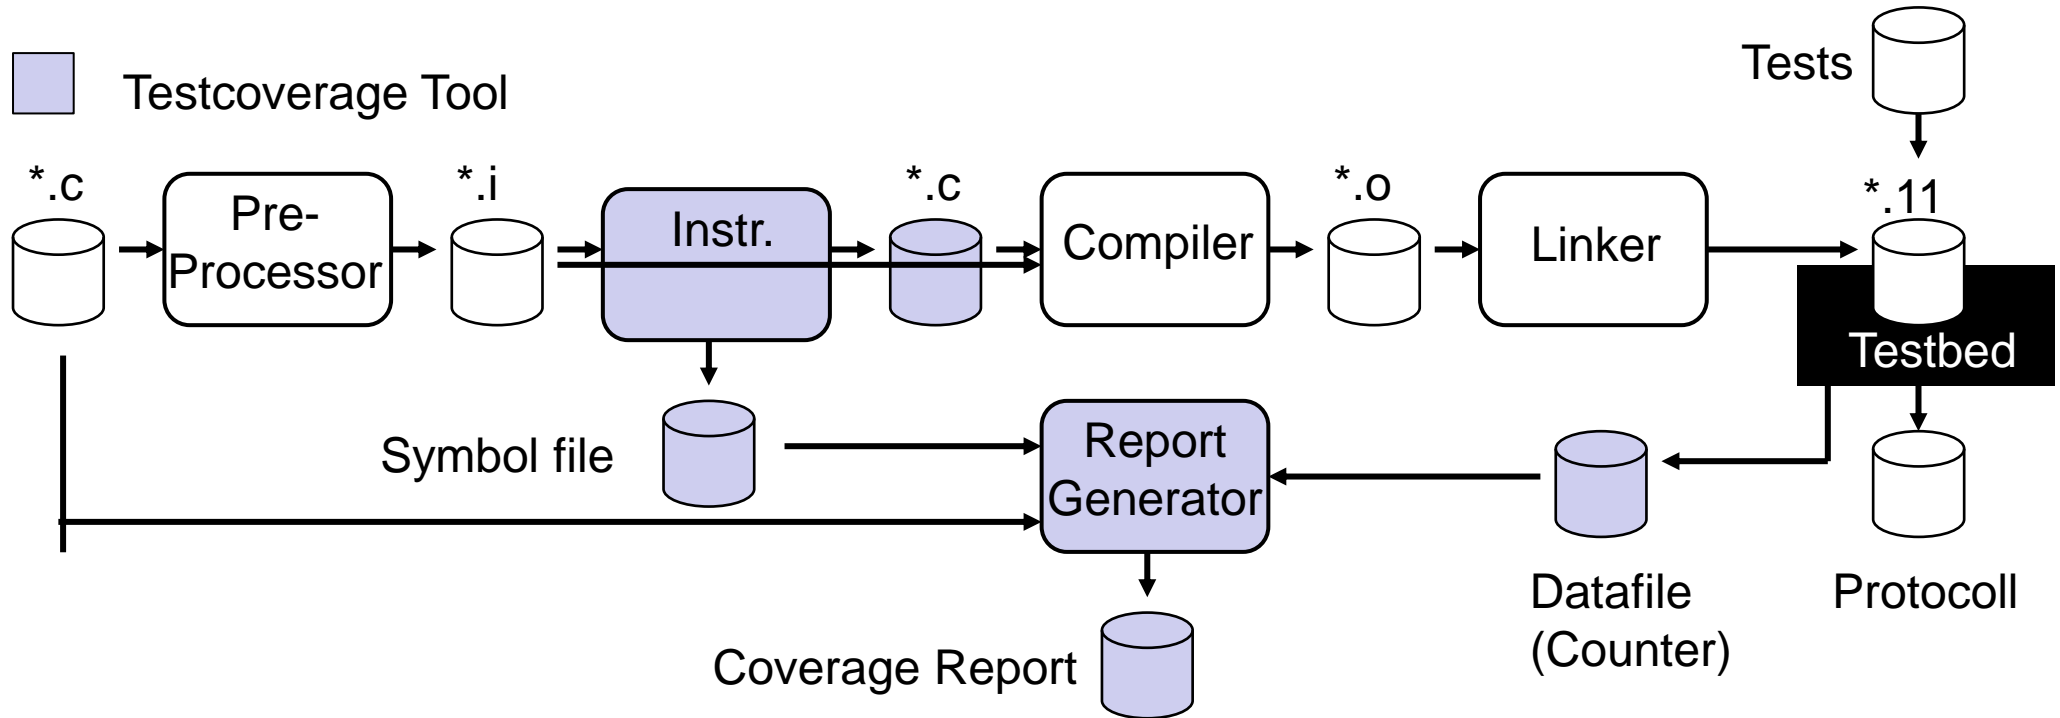 Tests
Testcoverage Tool
*.c
Pre-
Processor
*.i
Instr.
*.c
Compiler
*.o
Linker
*.11
Testbed
Symbol file
Report
Generator
Datafile
(Counter)
Protocoll
Coverage Report